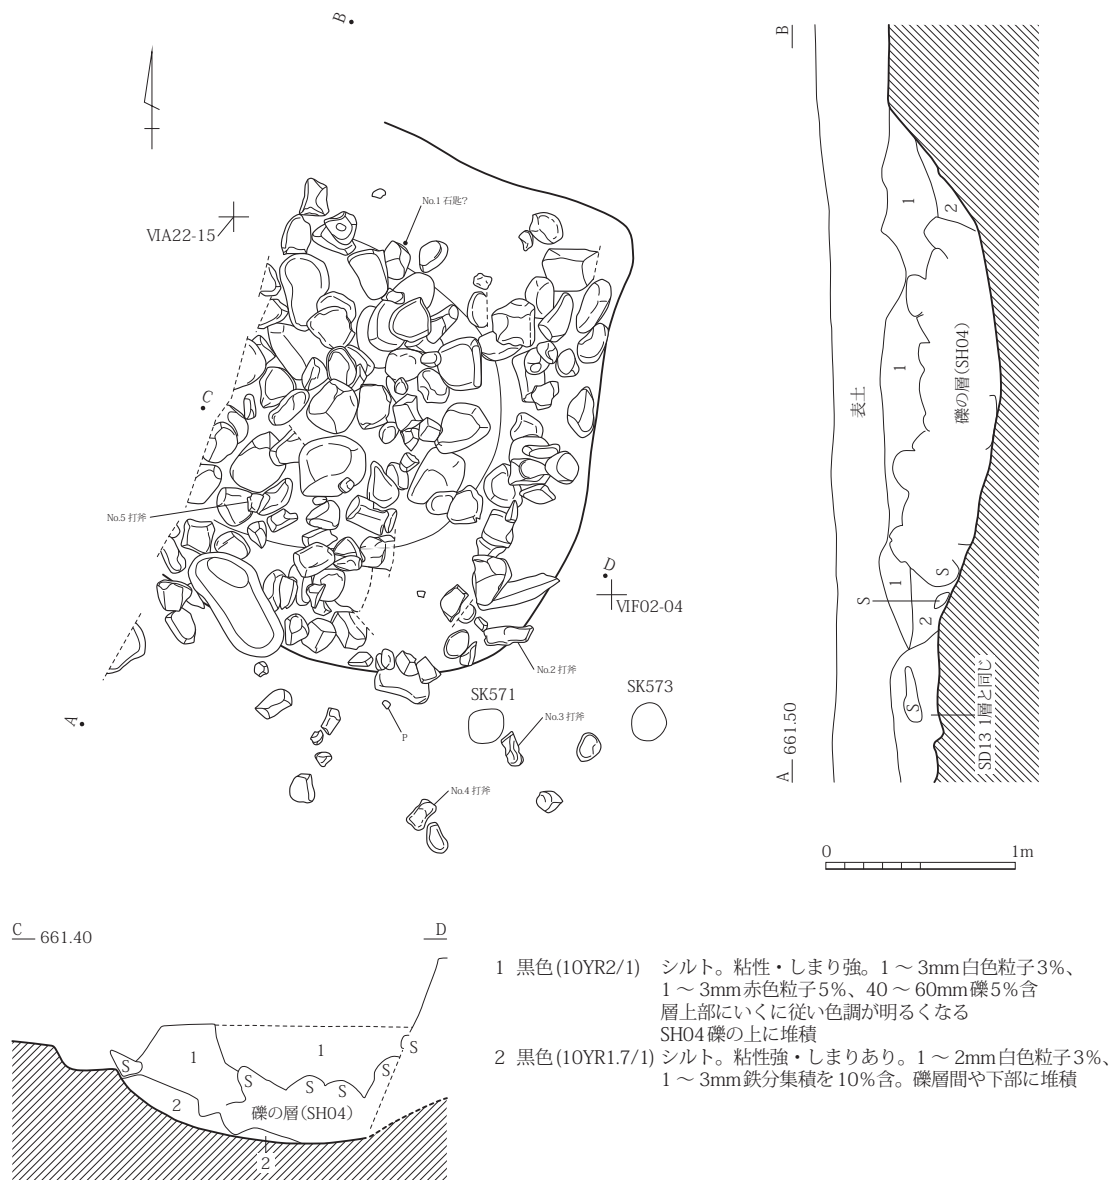 B
No.1 石匙?
VIA22-15
C
No.5 打斧
D
VIF02-04
No.2 打斧
SK571
SK573
A
No.3 打斧
P
No.4 打斧
B
1
2
1
表土
礫の層(SH04)
S
1
S
2
S
SD13 1層と同じ
A 661.50
0
1m
C 661.40
D
S
1
1
S
S
S
S
S
2
礫の層(SH04)
2
1 黒色(10YR2/1) シルト。粘性・しまり強。1～3mm白色粒子3%、
1～3mm赤色粒子5%、40～60mm礫5%含
層上部にいくに従い色調が明るくなる
SH04礫の上に堆積
2 黒色(10YR1.7/1) シルト。粘性強・しまりあり。1～2mm白色粒子3%、
1～3mm鉄分集積を10%含。礫層間や下部に堆積